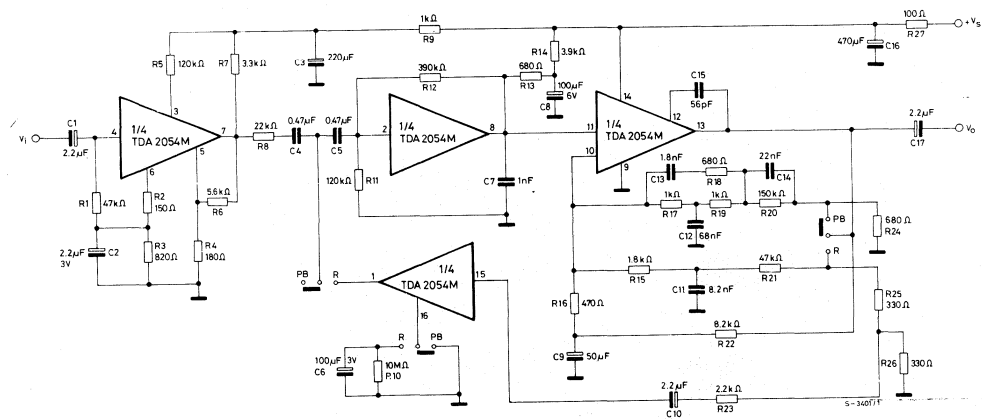 1kΩ
R9
100Ω
R27
+Vs
R5
120kΩ
R7
3.3kΩ
C3
220μF
R14
3.9kΩ
470μF
C16
390kΩ
R12
680Ω
R13
100μF
6V
C8
C15
56pF
C1
2.2μF
Vi
4
3
7
5
6
1/4
TDA 2054M
22kΩ
R8
0.47μF
C4
0.47μF
C5
2
1/4
TDA 2054M
8
11
10
14
12
13
9
1/4
TDA 2054M
2.2μF
C17
Vo
5.6kΩ
R6
R1
47kΩ
R2
150Ω
120kΩ
R11
C7
1nF
1.8nF
C13
680Ω
R18
22nF
C14
1kΩ
R17
1kΩ
R19
150kΩ
R20
C12
68nF
PB
R
680Ω
R24
2.2μF
3V
C2
R3
820Ω
R4
180Ω
PB
R
1
1/4
TDA 2054M
15
16
1.8kΩ
R15
47kΩ
R21
C11
8.2nF
R16
470Ω
R25
330Ω
8.2kΩ
R22
100μF
3V
C6
R
PB
10MΩ
R10
C9
50μF
R26
330Ω
2.2μF
C10
2.2kΩ
R23
S-3401/1